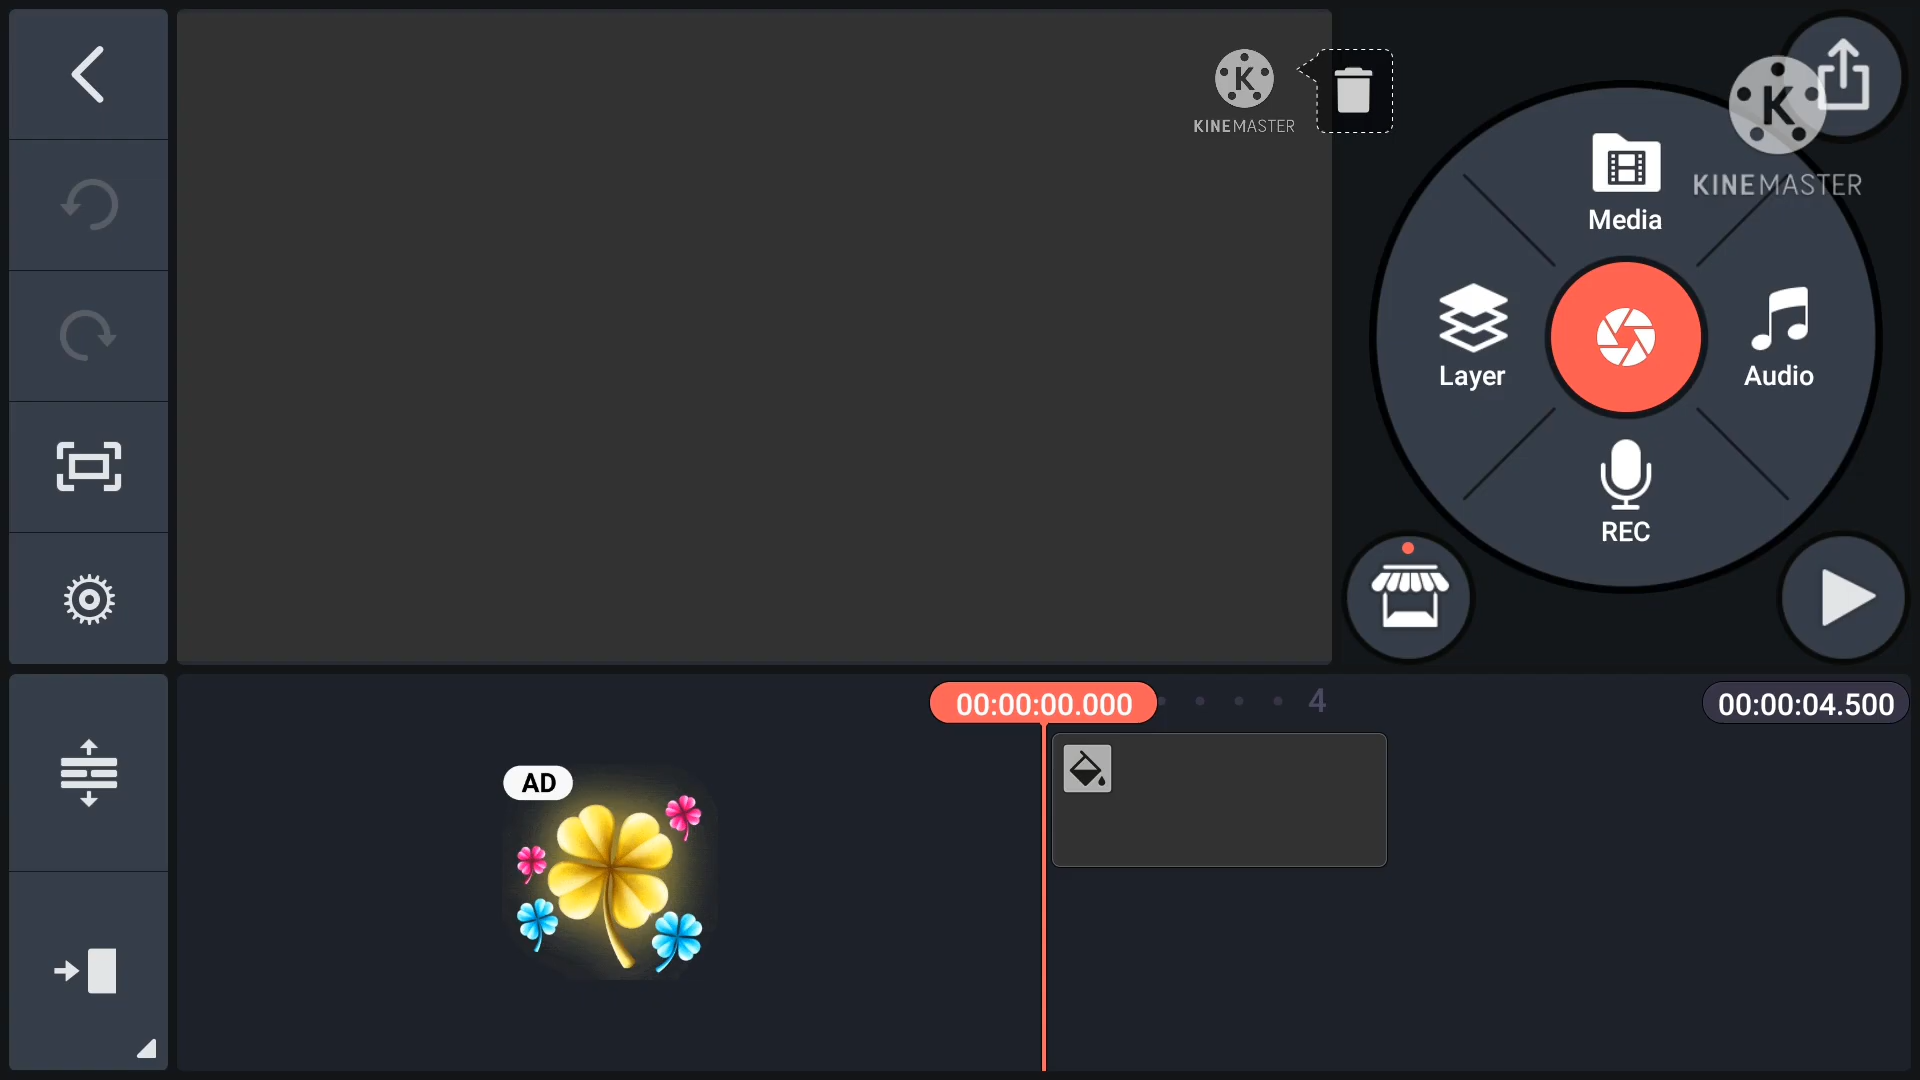 KINEMASTER
K
K
KINEMASTER
Media
Layer
Audio
REC
00:00:00.000
4
00:00:04.500
AD